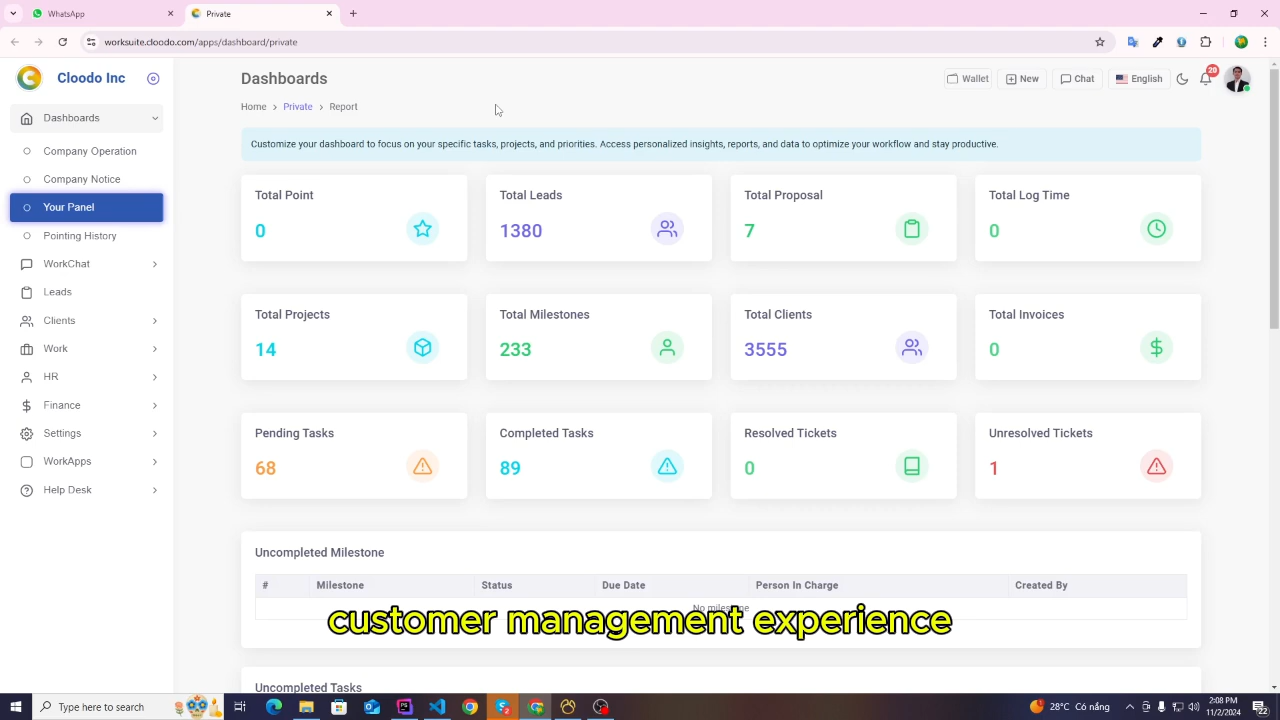 WhatsApp
Private
worksuite.cloodo.com/apps/dashboard/private
Cloodo Inc
Dashboards
Company Operation
Company Notice
Your Panel
Pointing History
WorkChat
Leads
Clients
Work
HR
Finance
Settings
WorkApps
Help Desk
Dashboards
Wallet
New
Chat
English
20
Home > Private > Report
Customize your dashboard to focus on your specific tasks, projects, and priorities. Access personalized insights, reports, and data to optimize your workflow and stay productive.
Total Point
0
Total Leads
1380
Total Proposal
7
Total Log Time
0
Total Projects
14
Total Milestones
233
Total Clients
3555
Total Invoices
0
Pending Tasks
68
Completed Tasks
89
Resolved Tickets
0
Unresolved Tickets
1
Uncompleted Milestone
# Milestone Status Due Date Person In Charge Created By
No milestone
customer management experience
Uncompleted Tasks
Type here to search
28°C Có nắng
2:08 PM
11/2/2024